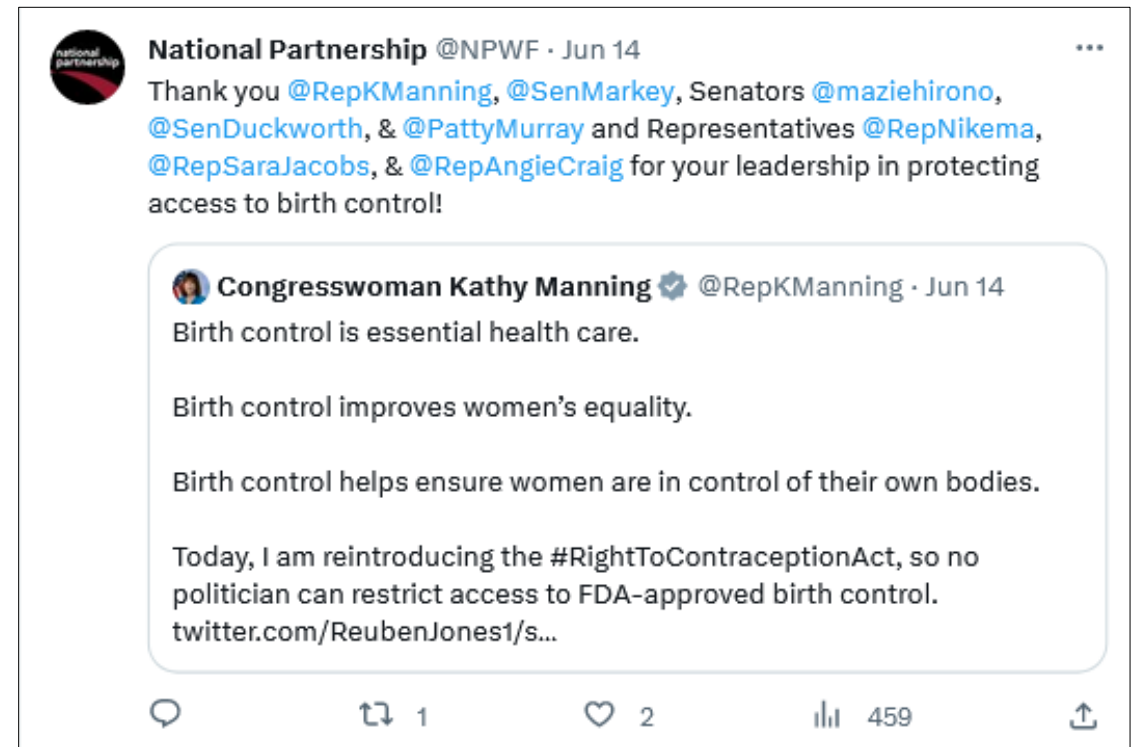 national
partnership
National Partnership @NPWF · Jun 14
Thank you @RepKManning, @SenMarkey, Senators @maziehirono,
@SenDuckworth, & @PattyMurray and Representatives @RepNikema,
@RepSaraJacobs, & @RepAngieCraig for your leadership in protecting
access to birth control!
Congresswoman Kathy Manning @RepKManning · Jun 14
Birth control is essential health care.
Birth control improves women’s equality.
Birth control helps ensure women are in control of their own bodies.
Today, I am reintroducing the #RightToContraceptionAct, so no
politician can restrict access to FDA-approved birth control.
twitter.com/ReubenJones1/s...
1 2 459